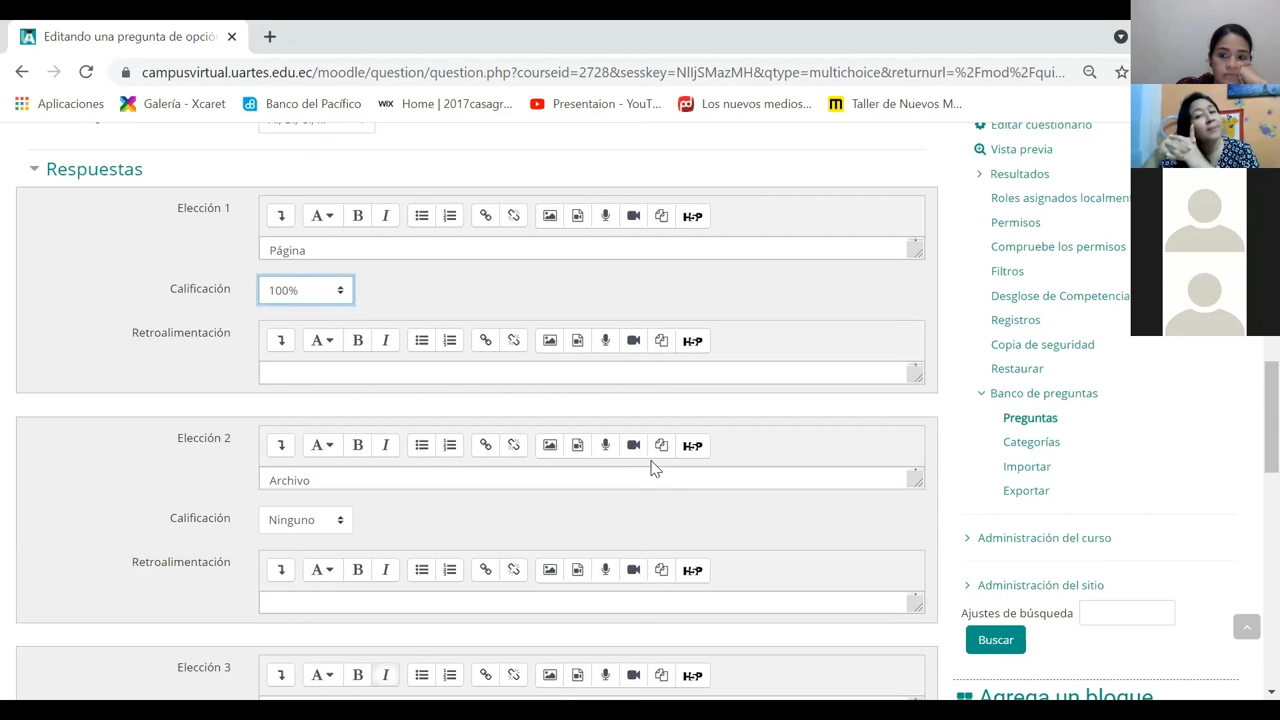 Editando una pregunta de opció
campusvirtual.uartes.edu.ec/moodle/question/question.php?courseid=2728&sesskey=NlIjSMazMH&qtype=multichoice&returnurl=%2Fmod%2Fqui...
Aplicaciones
Galería - Xcaret
Banco del Pacífico
WIX Home | 2017casagr...
Presentaion - YouT...
Los nuevos medios...
Taller de Nuevos M...
Editar cuestionario
Respuestas
Vista previa
Resultados
Roles asignados localmen
Permisos
Compruebe los permisos
Filtros
Desglose de Competencia
Registros
Copia de seguridad
Restaurar
Banco de preguntas
Preguntas
Categorías
Importar
Exportar
Administración del curso
Administración del sitio
Ajustes de búsqueda
Buscar
Agrega un bloque
Elección 1
A B I H-P
Página
Calificación
100%
Retroalimentación
A B I H-P
Elección 2
A B I H-P
Archivo
Calificación
Ninguno
Retroalimentación
A B I H-P
Elección 3
A B I H-P